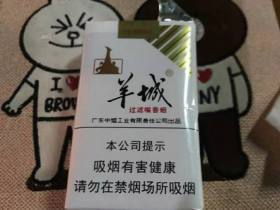 I
BROW
NY
羊城
过滤嘴香烟
广东中烟工业有限责任公司出品
本公司提示
吸烟有害健康
请勿在禁烟场所吸烟